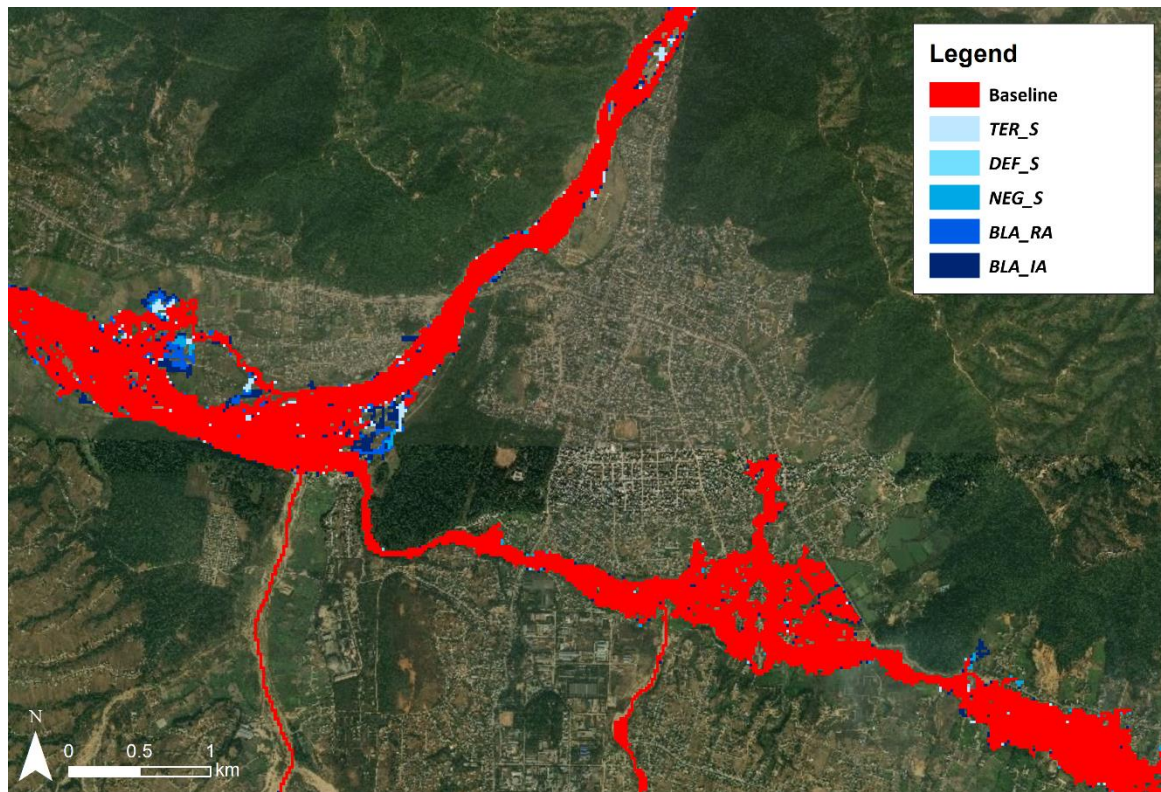 Legend
Baseline
TER_S
DEF_S
NEG_S
BLA_RA
BLA_IA
N
0 0.5 1
km